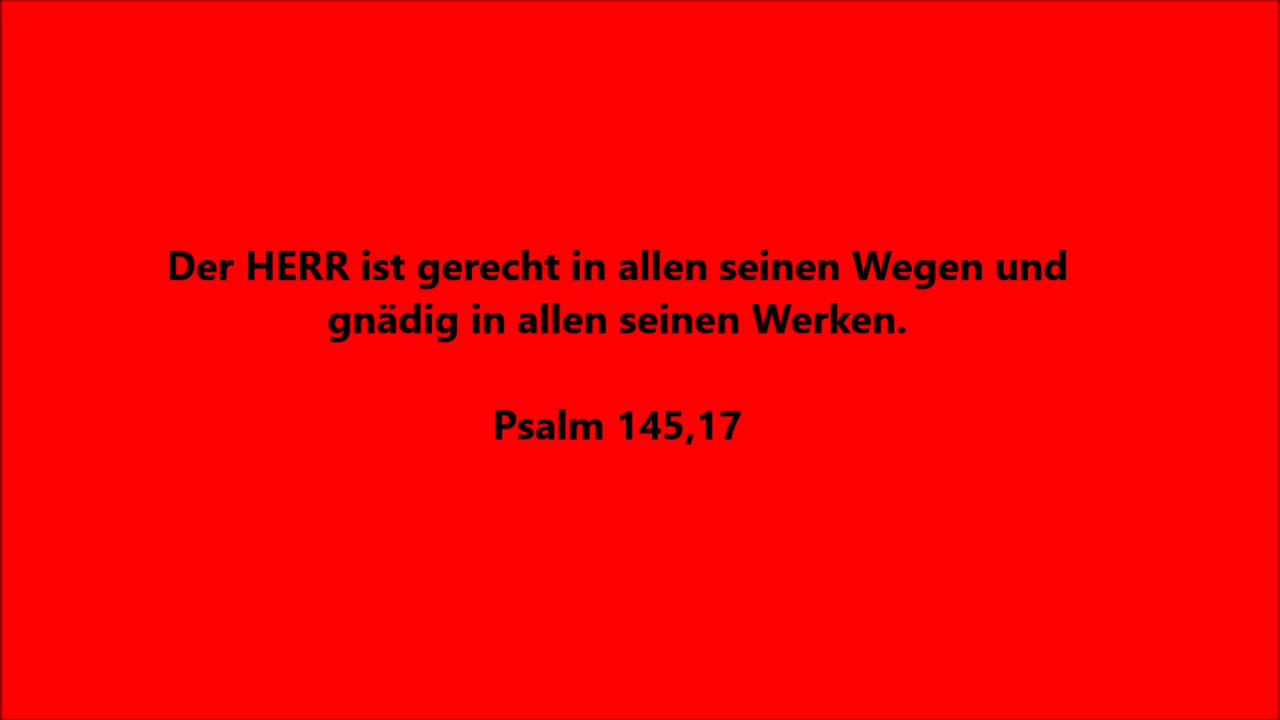 Der HERR ist gerecht in allen seinen Wegen und
gnädig in allen seinen Werken.
Psalm 145,17